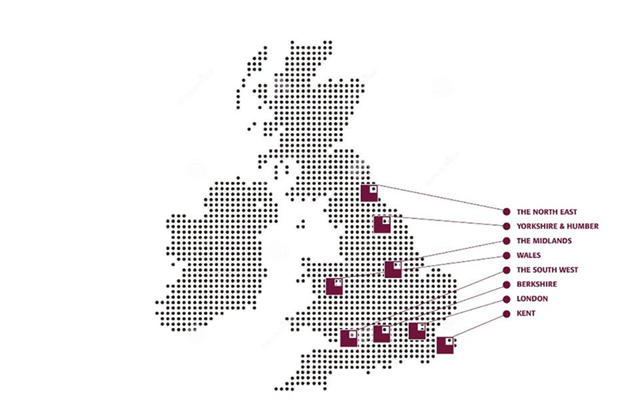 THE NORTH EAST
YORKSHIRE & HUMBER
THE MIDLANDS
WALES
THE SOUTH WEST
BERKSHIRE
LONDON
KENT